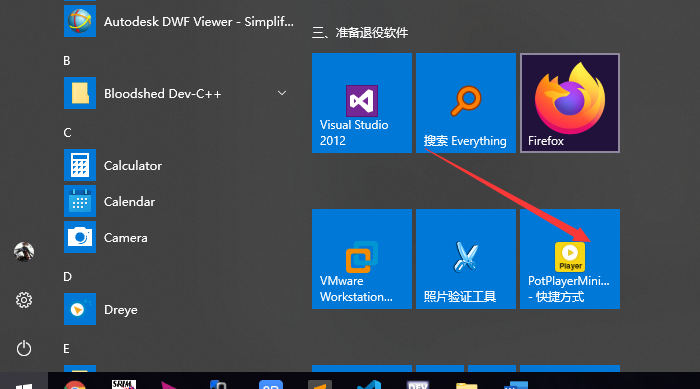 Autodesk DWF Viewer - Simplif...
B
Bloodshed Dev-C++
C
Calculator
Calendar
Camera
D
Dreye
E
三、准备退役软件
Visual Studio
2012
搜索 Everything
Firefox
VMware
Workstation...
照片验证工具
Player
PotPlayerMini...
- 快捷方式
DEV